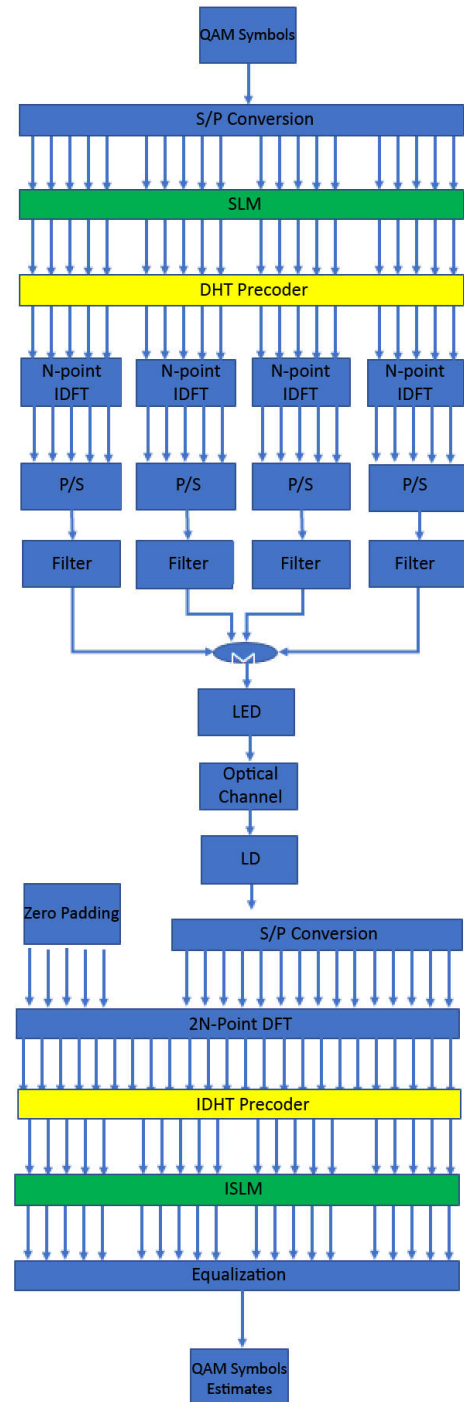 QAM Symbols
S/P Conversion
SLM
DHT Precoder
N-point
IDFT
N-point
IDFT
N-point
IDFT
N-point
IDFT
P/S
P/S
P/S
P/S
Filter
Filter
Filter
Filter
Σ
LED
Optical
Channel
LD
Zero Padding
S/P Conversion
2N-Point DFT
IDHT Precoder
ISLM
Equalization
QAM Symbols
Estimates